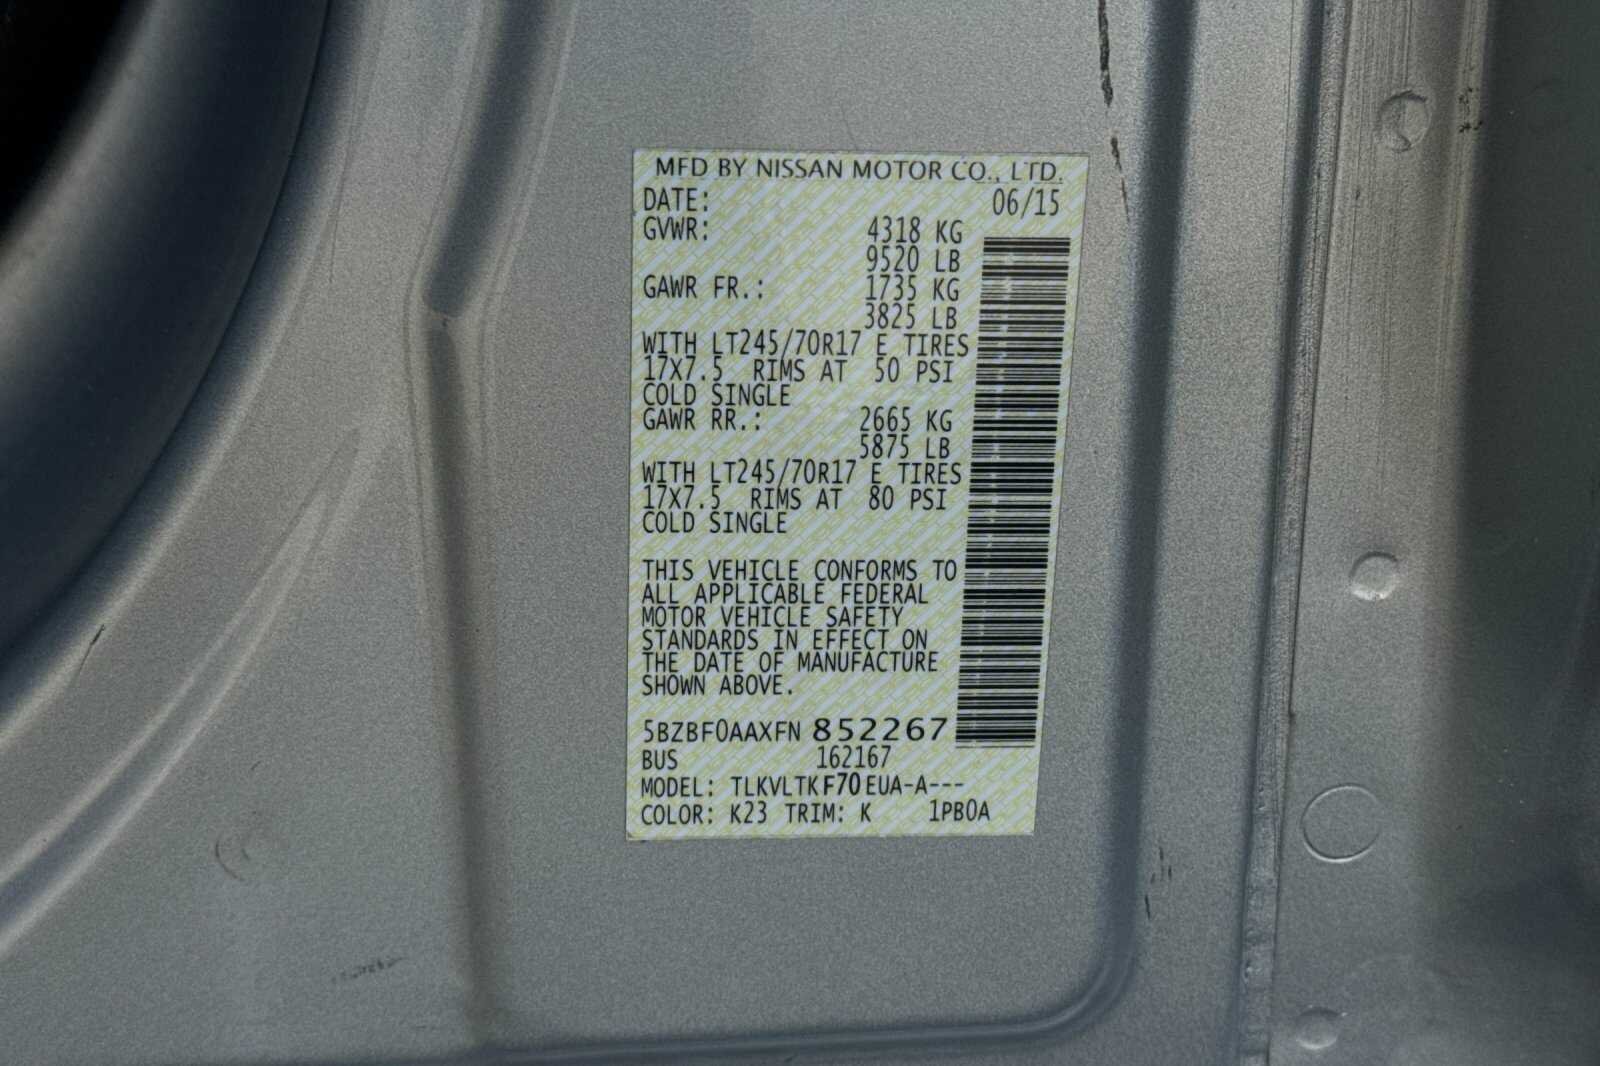 MFD BY NISSAN MOTOR CO., LTD.
DATE: 06/15
GVWR: 4318 KG
9520 LB
GAWR FR.: 1735 KG
3825 LB
WITH LT245/70R17 E TIRES
17X7.5 RIMS AT 50 PSI
COLD SINGLE
GAWR RR.: 2665 KG
5875 LB
WITH LT245/70R17 E TIRES
17X7.5 RIMS AT 80 PSI
COLD SINGLE
THIS VEHICLE CONFORMS TO
ALL APPLICABLE FEDERAL
MOTOR VEHICLE SAFETY
STANDARDS IN EFFECT ON
THE DATE OF MANUFACTURE
SHOWN ABOVE.
5BZBF0AAXFN 852267
BUS 162167
MODEL: TLKVLTKF70EUA-A---
COLOR: K23 TRIM: K 1PB0A